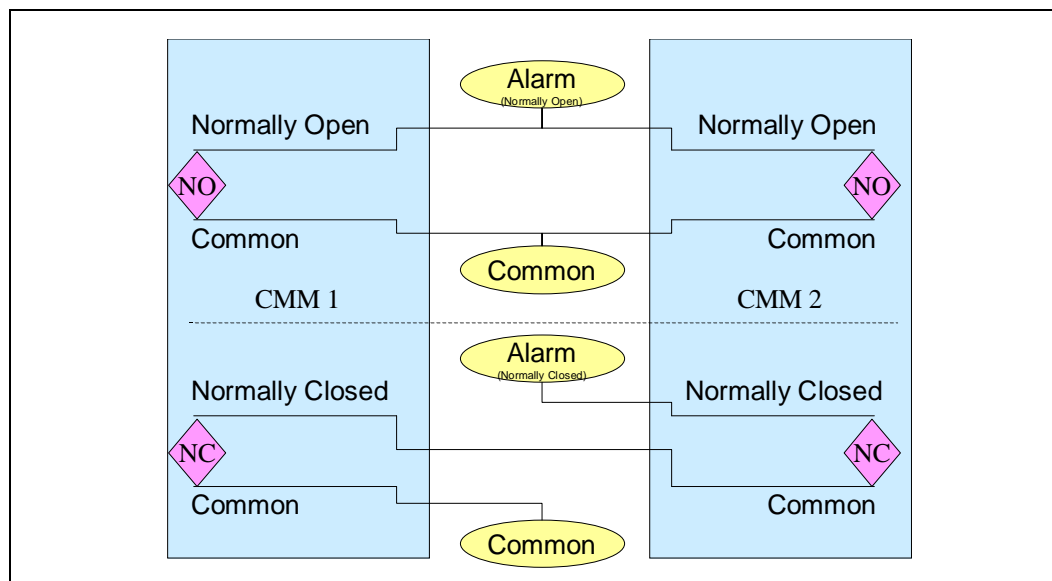 Alarm
(Normally Open)
Normally Open
Normally Open
NO
NO
Common
Common
Common
CMM 1
CMM 2
Alarm
(Normally Closed)
Normally Closed
Normally Closed
NC
NC
Common
Common
Common